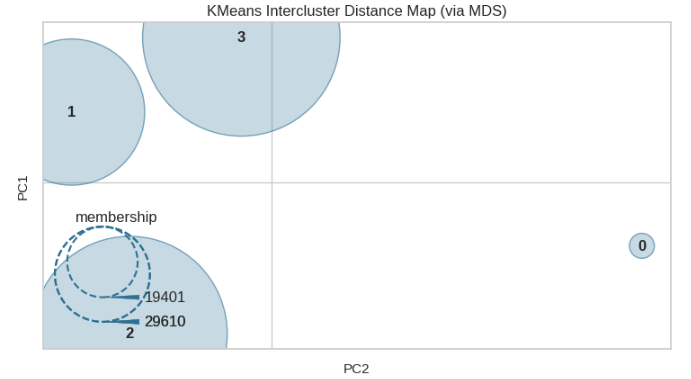 KMeans Intercluster Distance Map (via MDS)
3
1
PC1
membership
0
19401
29610
2
PC2